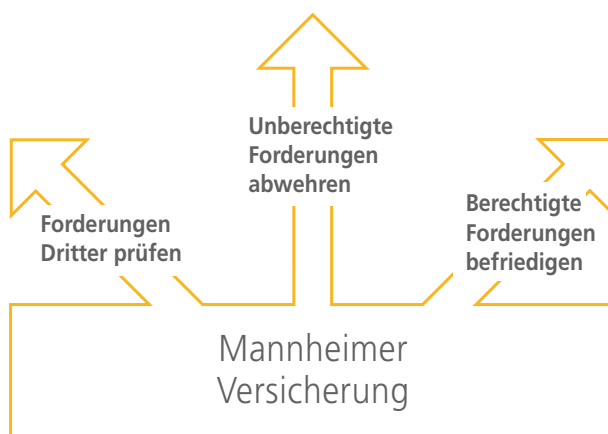 Unberechtigte
Forderungen
abwehren
Forderungen
Dritter prüfen
Berechtigte
Forderungen
befriedigen
Mannheimer
Versicherung